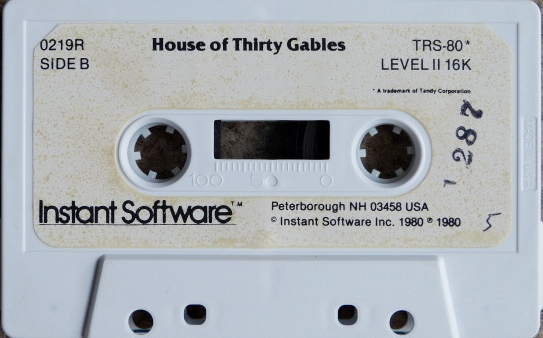 0219R
SIDE B
House of Thirty Gables
TRS-80*
LEVEL II 16K
* A trademark of Tandy Corporation
287
100 50 0
Instant Software™
Peterborough NH 03458 USA
© Instant Software Inc. 1980 ℗ 1980
5